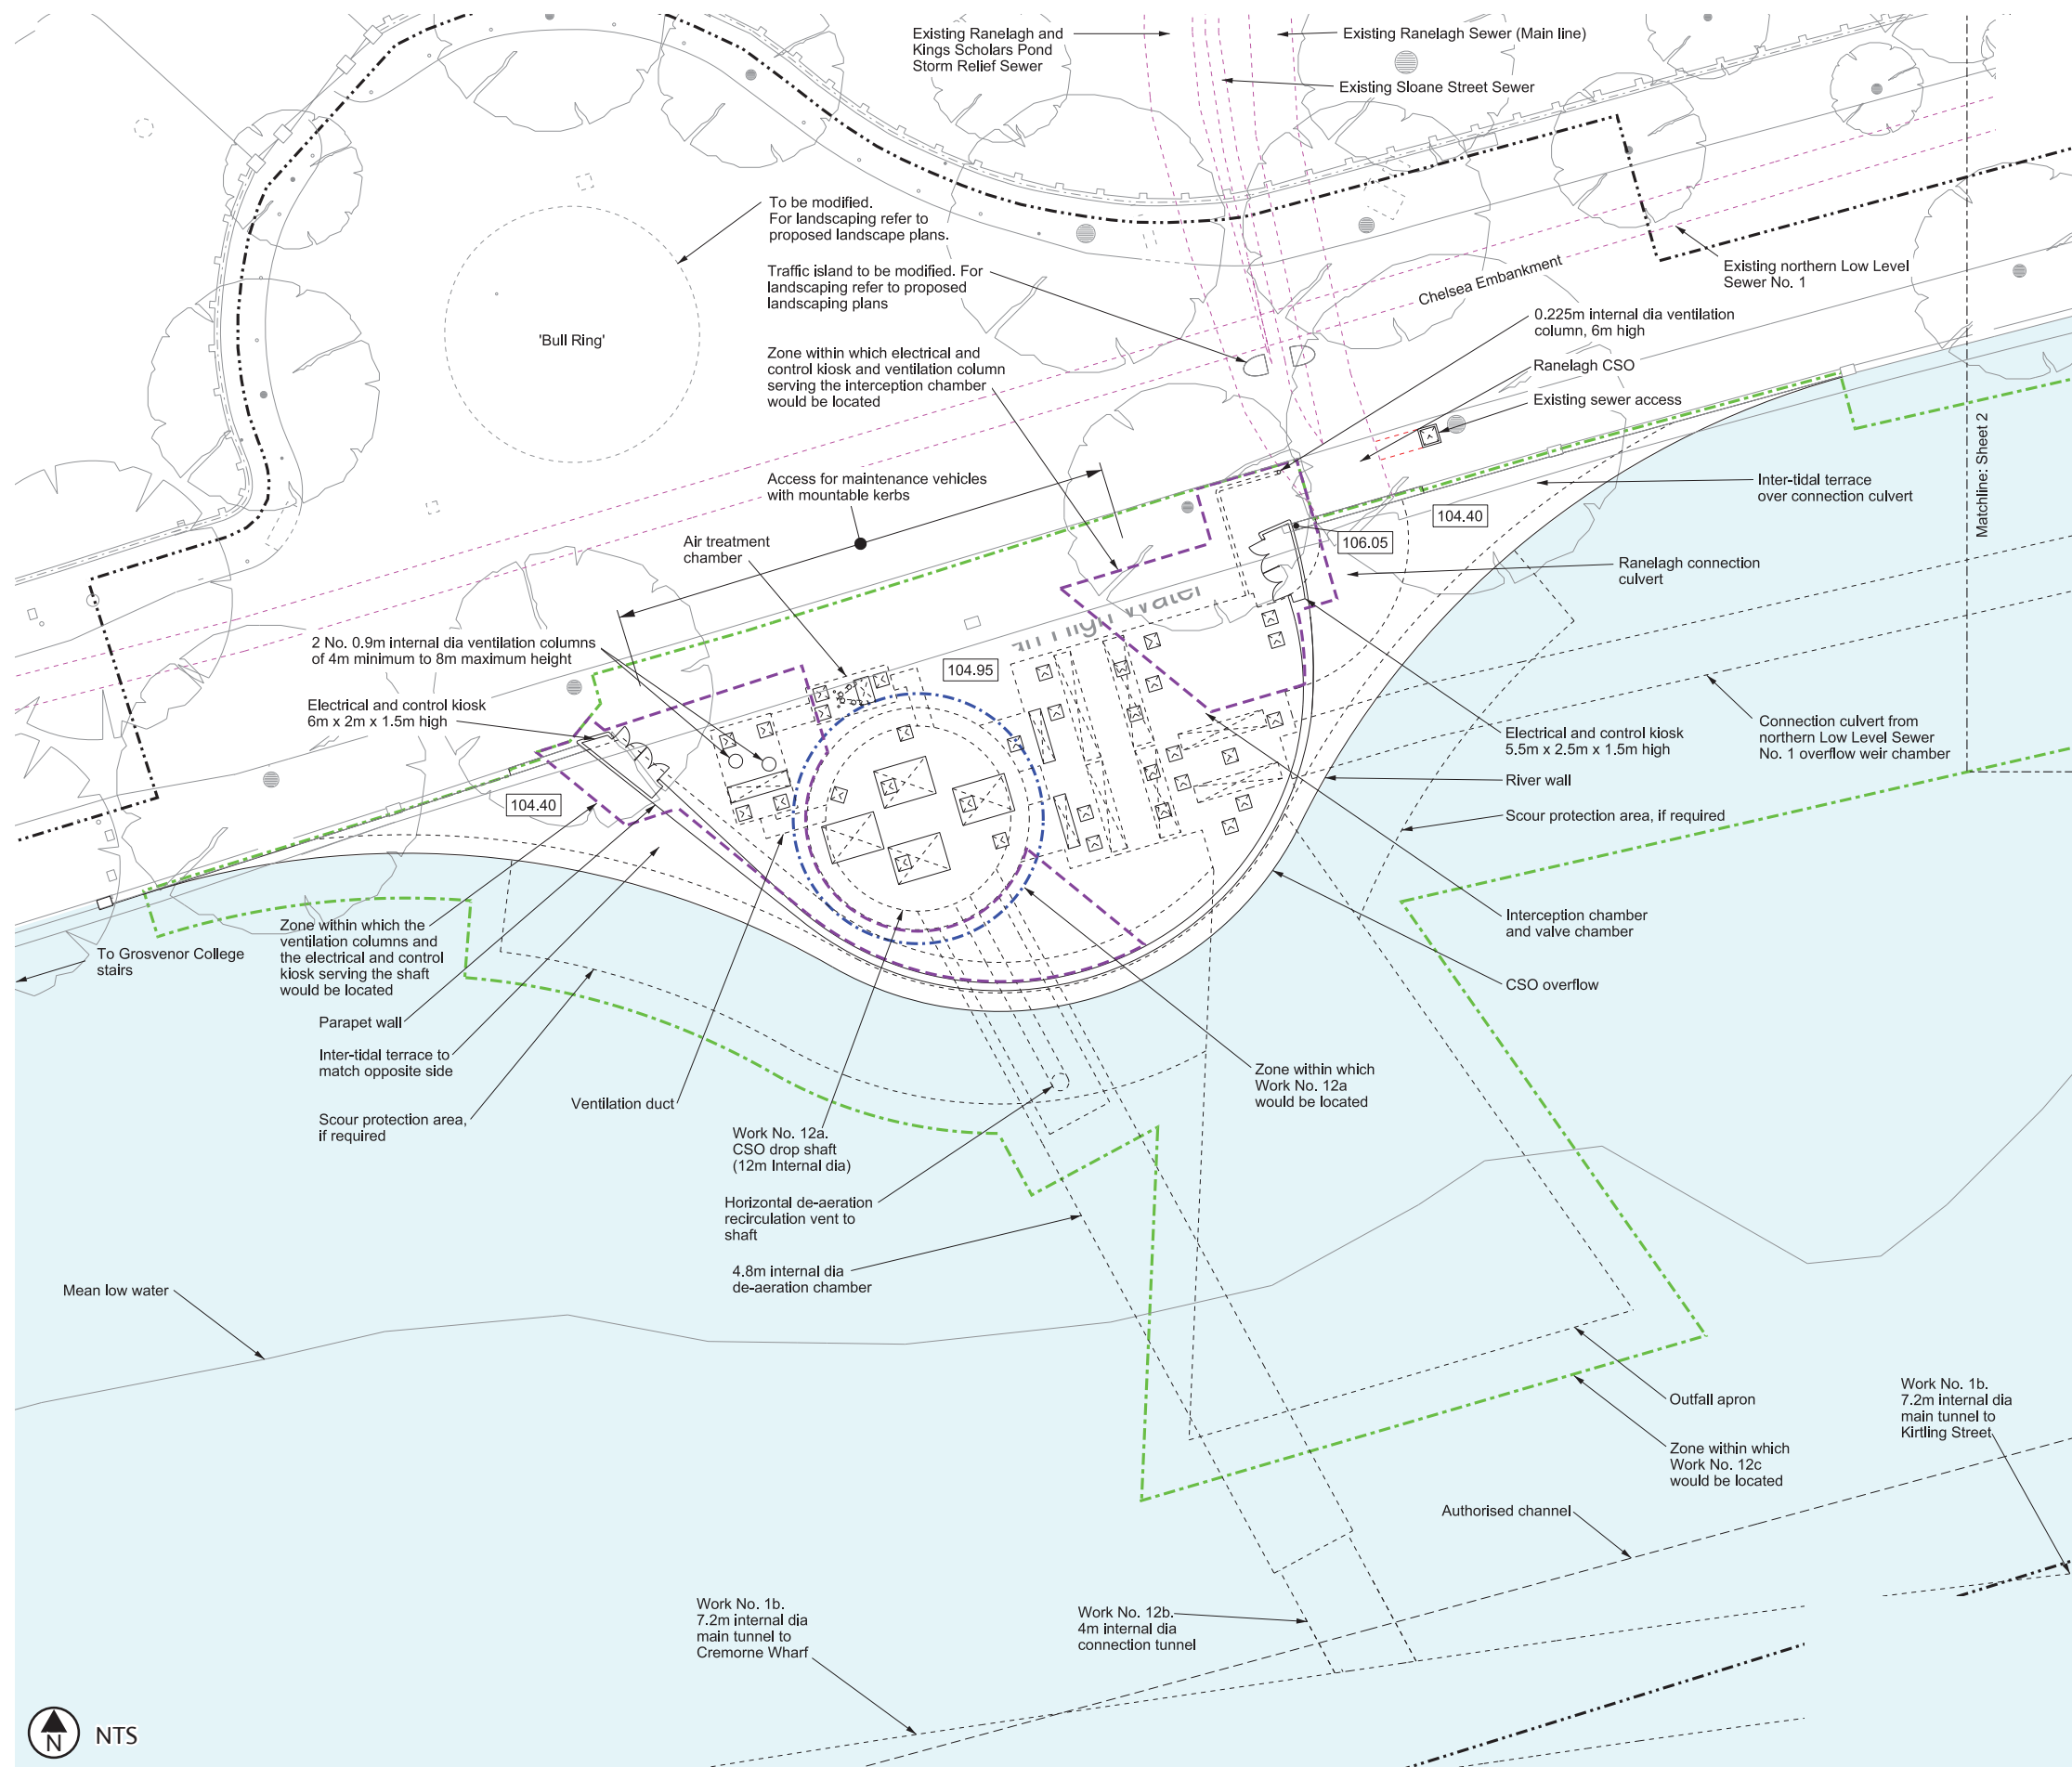 Existing Ranelagh and
Kings Scholars Pond
Storm Relief Sewer
Existing Ranelagh Sewer (Main line)
Existing Sloane Street Sewer
To be modified.
For landscaping refer to
proposed landscape plans.
Traffic island to be modified. For
landscaping refer to proposed
landscaping plans
Chelsea Embankment
Existing northern Low Level
Sewer No. 1
'Bull Ring'
0.225m internal dia ventilation
column, 6m high
Zone within which electrical and
control kiosk and ventilation column
serving the interception chamber
would be located
Ranelagh CSO
Existing sewer access
Matchline: Sheet 2
Access for maintenance vehicles
with mountable kerbs
Inter-tidal terrace
over connection culvert
104.40
106.05
Air treatment
chamber
Ranelagh connection
culvert
High Water
2 No. 0.9m internal dia ventilation columns
of 4m minimum to 8m maximum height
104.95
Electrical and control kiosk
6m x 2m x 1.5m high
Electrical and control kiosk
5.5m x 2.5m x 1.5m high
Connection culvert from
northern Low Level Sewer
No. 1 overflow weir chamber
River wall
104.40
Scour protection area, if required
Interception chamber
and valve chamber
Zone within which the
ventilation columns and
the electrical and control
kiosk serving the shaft
would be located
To Grosvenor College
stairs
CSO overflow
Parapet wall
Inter-tidal terrace to
match opposite side
Zone within which
Work No. 12a
would be located
Ventilation duct
Scour protection area,
if required
Work No. 12a.
CSO drop shaft
(12m Internal dia)
Horizontal de-aeration
recirculation vent to
shaft
4.8m internal dia
de-aeration chamber
Mean low water
Outfall apron
Work No. 1b.
7.2m internal dia
main tunnel to
Kirtling Street
Zone within which
Work No. 12c
would be located
Authorised channel
Work No. 1b.
7.2m internal dia
main tunnel to
Cremorne Wharf
Work No. 12b.
4m internal dia
connection tunnel
N
NTS